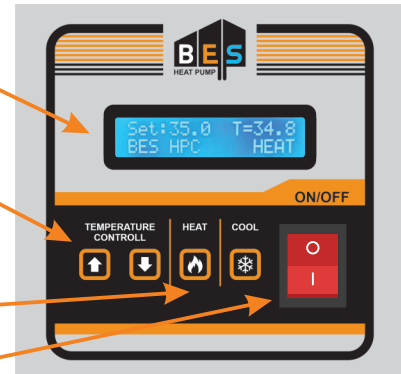 BES
HEAT PUMP
Set:35.0 T=34.8
BES HPC HEAT
ON/OFF
TEMPERATURE
CONTROLL
HEAT
COOL
O
I